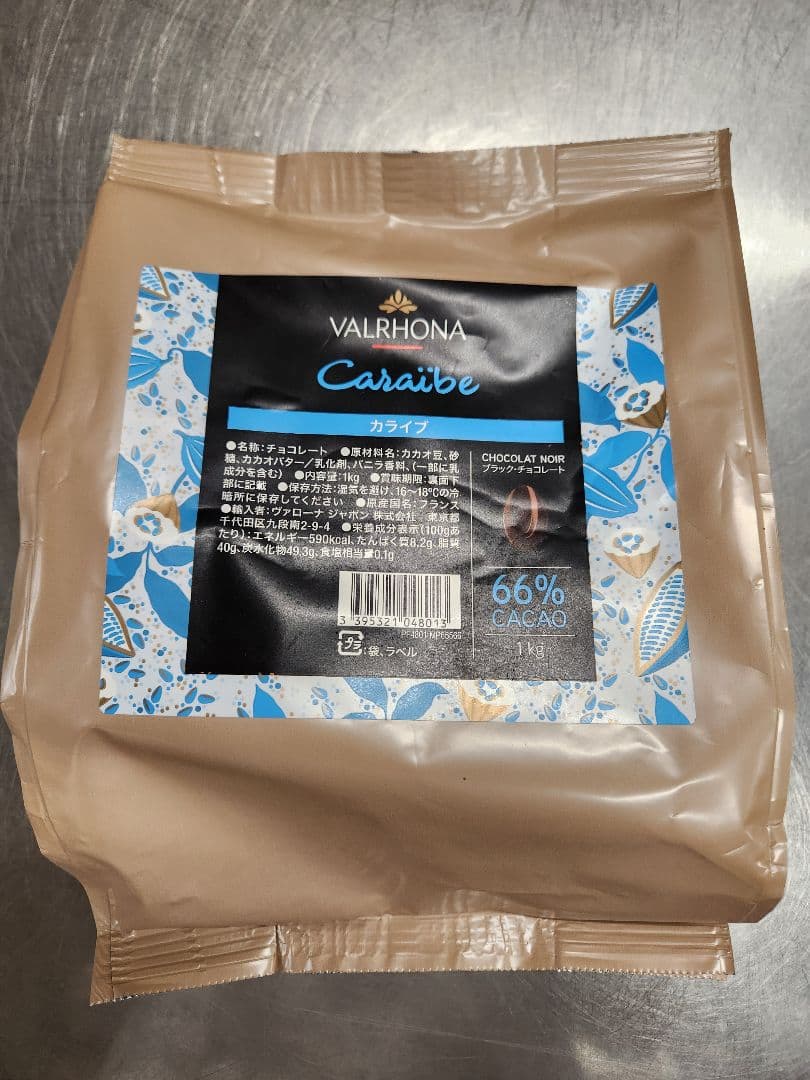 VALRHONA
Caraïbe
カライブ
●名称:チョコレート ●原材料名:カカオ豆、砂
糖、カカオバター/乳化剤、バニラ香料、(一部に乳
成分を含む) ●内容量:1kg ●賞味期限:裏面下
部に記載 ●保存方法:湿気を避け、16~18℃の冷
暗所に保存してください ●原産国名:フランス
●輸入者:ヴァローナ ジャポン 株式会社 東京都
千代田区九段南2-9-4 ●栄養成分表示(100gあ
たり):エネルギー590kcal、たんぱく質8.2g、脂質
40g、炭水化物49.3g、食塩相当量0.1g
3 395321 048013
プラ
:袋、ラベル
CHOCOLAT NOIR
ブラック・チョコレート
66%
CACAO
1kg